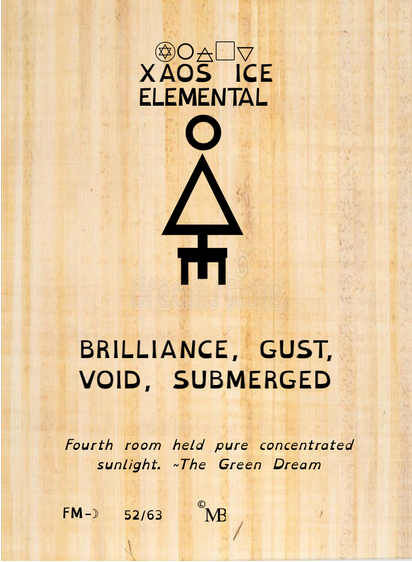 XAOS ICE
ELEMENTAL
BRILLIANCE, GUST,
VOID, SUBMERGED
Fourth room held pure concentrated
sunlight. ~The Green Dream
FM-☽ 52/63 © MB